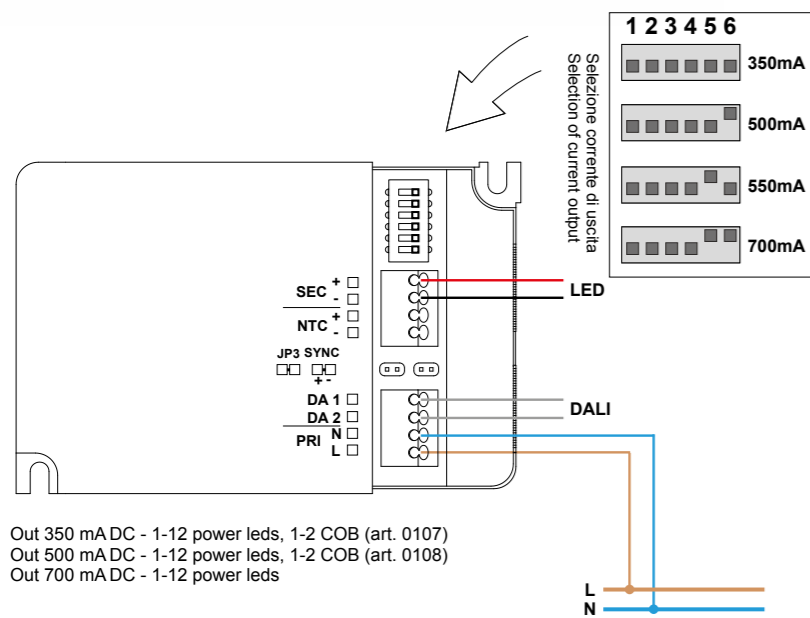 1 2 3 4 5 6
350mA
500mA
550mA
700mA
Selezione corrente di uscita
Selection of current output
SEC + -
NTC + -
JP3 SYNC
+ -
DA 1
DA 2
PRI N L
LED
DALI
Out 350 mA DC - 1-12 power leds, 1-2 COB (art. 0107)
Out 500 mA DC - 1-12 power leds, 1-2 COB (art. 0108)
Out 700 mA DC - 1-12 power leds
L
N